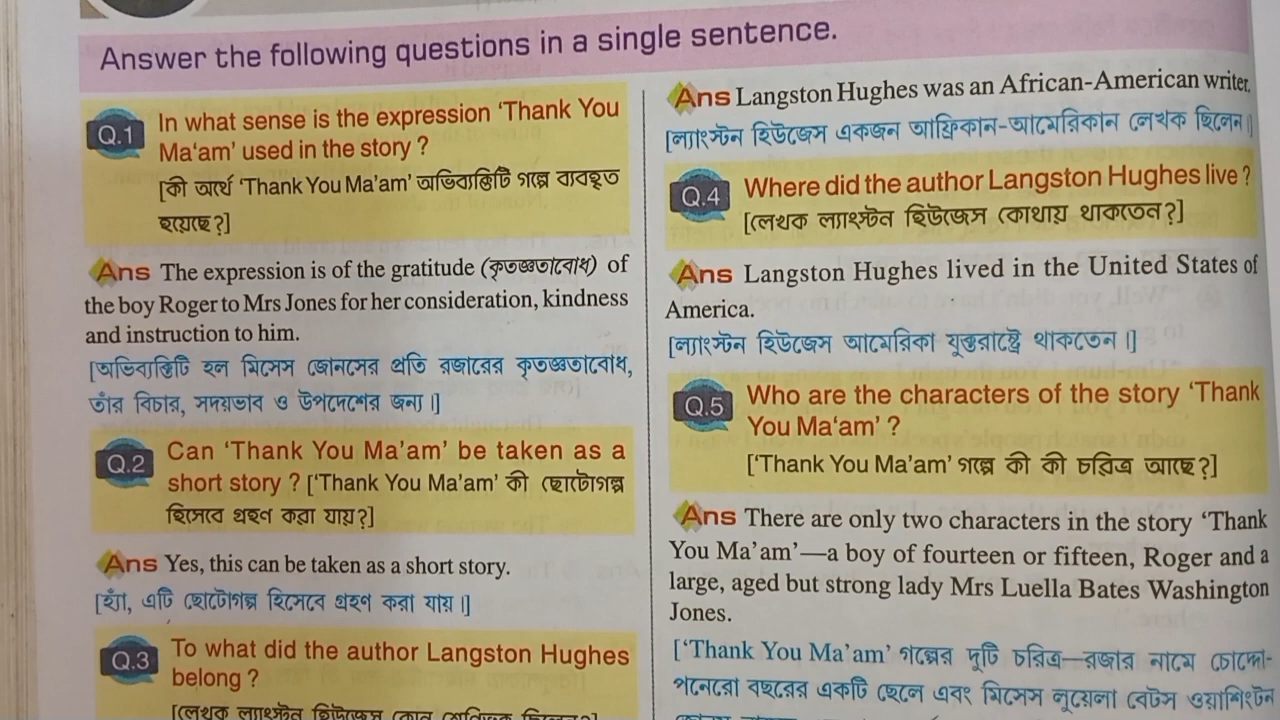 Answer the following questions in a single sentence.
Q.1 In what sense is the expression ‘Thank You
Ma‘am’ used in the story ?
[কী অর্থে ‘Thank You Ma’am’ অভিব্যক্তিটি গল্পে ব্যবহৃত
হয়েছে?]
Ans The expression is of the gratitude (কৃতজ্ঞতাবোধ) of
the boy Roger to Mrs Jones for her consideration, kindness
and instruction to him.
[অভিব্যক্তিটি হল মিসেস জোনসের প্রতি রজারের কৃতজ্ঞতাবোধ,
তাঁর বিচার, সদয়ভাব ও উপদেশের জন্য।]
Q.2 Can ‘Thank You Ma’am’ be taken as a
short story ? [‘Thank You Ma’am’ কী ছোটোগল্প
হিসেবে গ্রহণ করা যায়?]
Ans Yes, this can be taken as a short story.
[হ্যাঁ, এটি ছোটোগল্প হিসেবে গ্রহণ করা যায়।]
Q.3 To what did the author Langston Hughes
belong ?
[লেখক ল্যাংস্টন হিউজেস কোন
Ans Langston Hughes was an African-American writer.
[ল্যাংস্টন হিউজেস একজন আফ্রিকান-আমেরিকান লেখক ছিলেন।]
Q.4 Where did the author Langston Hughes live ?
[লেখক ল্যাংস্টন হিউজেস কোথায় থাকতেন?]
Ans Langston Hughes lived in the United States of
America.
[ল্যাংস্টন হিউজেস আমেরিকা যুক্তরাষ্ট্রে থাকতেন।]
Q.5 Who are the characters of the story ‘Thank
You Ma‘am’ ?
[‘Thank You Ma’am’ গল্পে কী কী চরিত্র আছে?]
Ans There are only two characters in the story ‘Thank
You Ma’am’—a boy of fourteen or fifteen, Roger and a
large, aged but strong lady Mrs Luella Bates Washington
Jones.
[‘Thank You Ma’am’ গল্পের দুটি চরিত্র—রজার নামে চোদ্দো-
পনেরো বছরের একটি ছেলে এবং মিসেস লুয়েলা বেটস ওয়াশিংটন